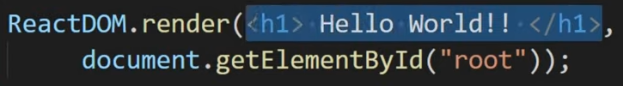 ReactDOM.render(<h1> Hello World!! </h1>,
document.getElementById("root"));